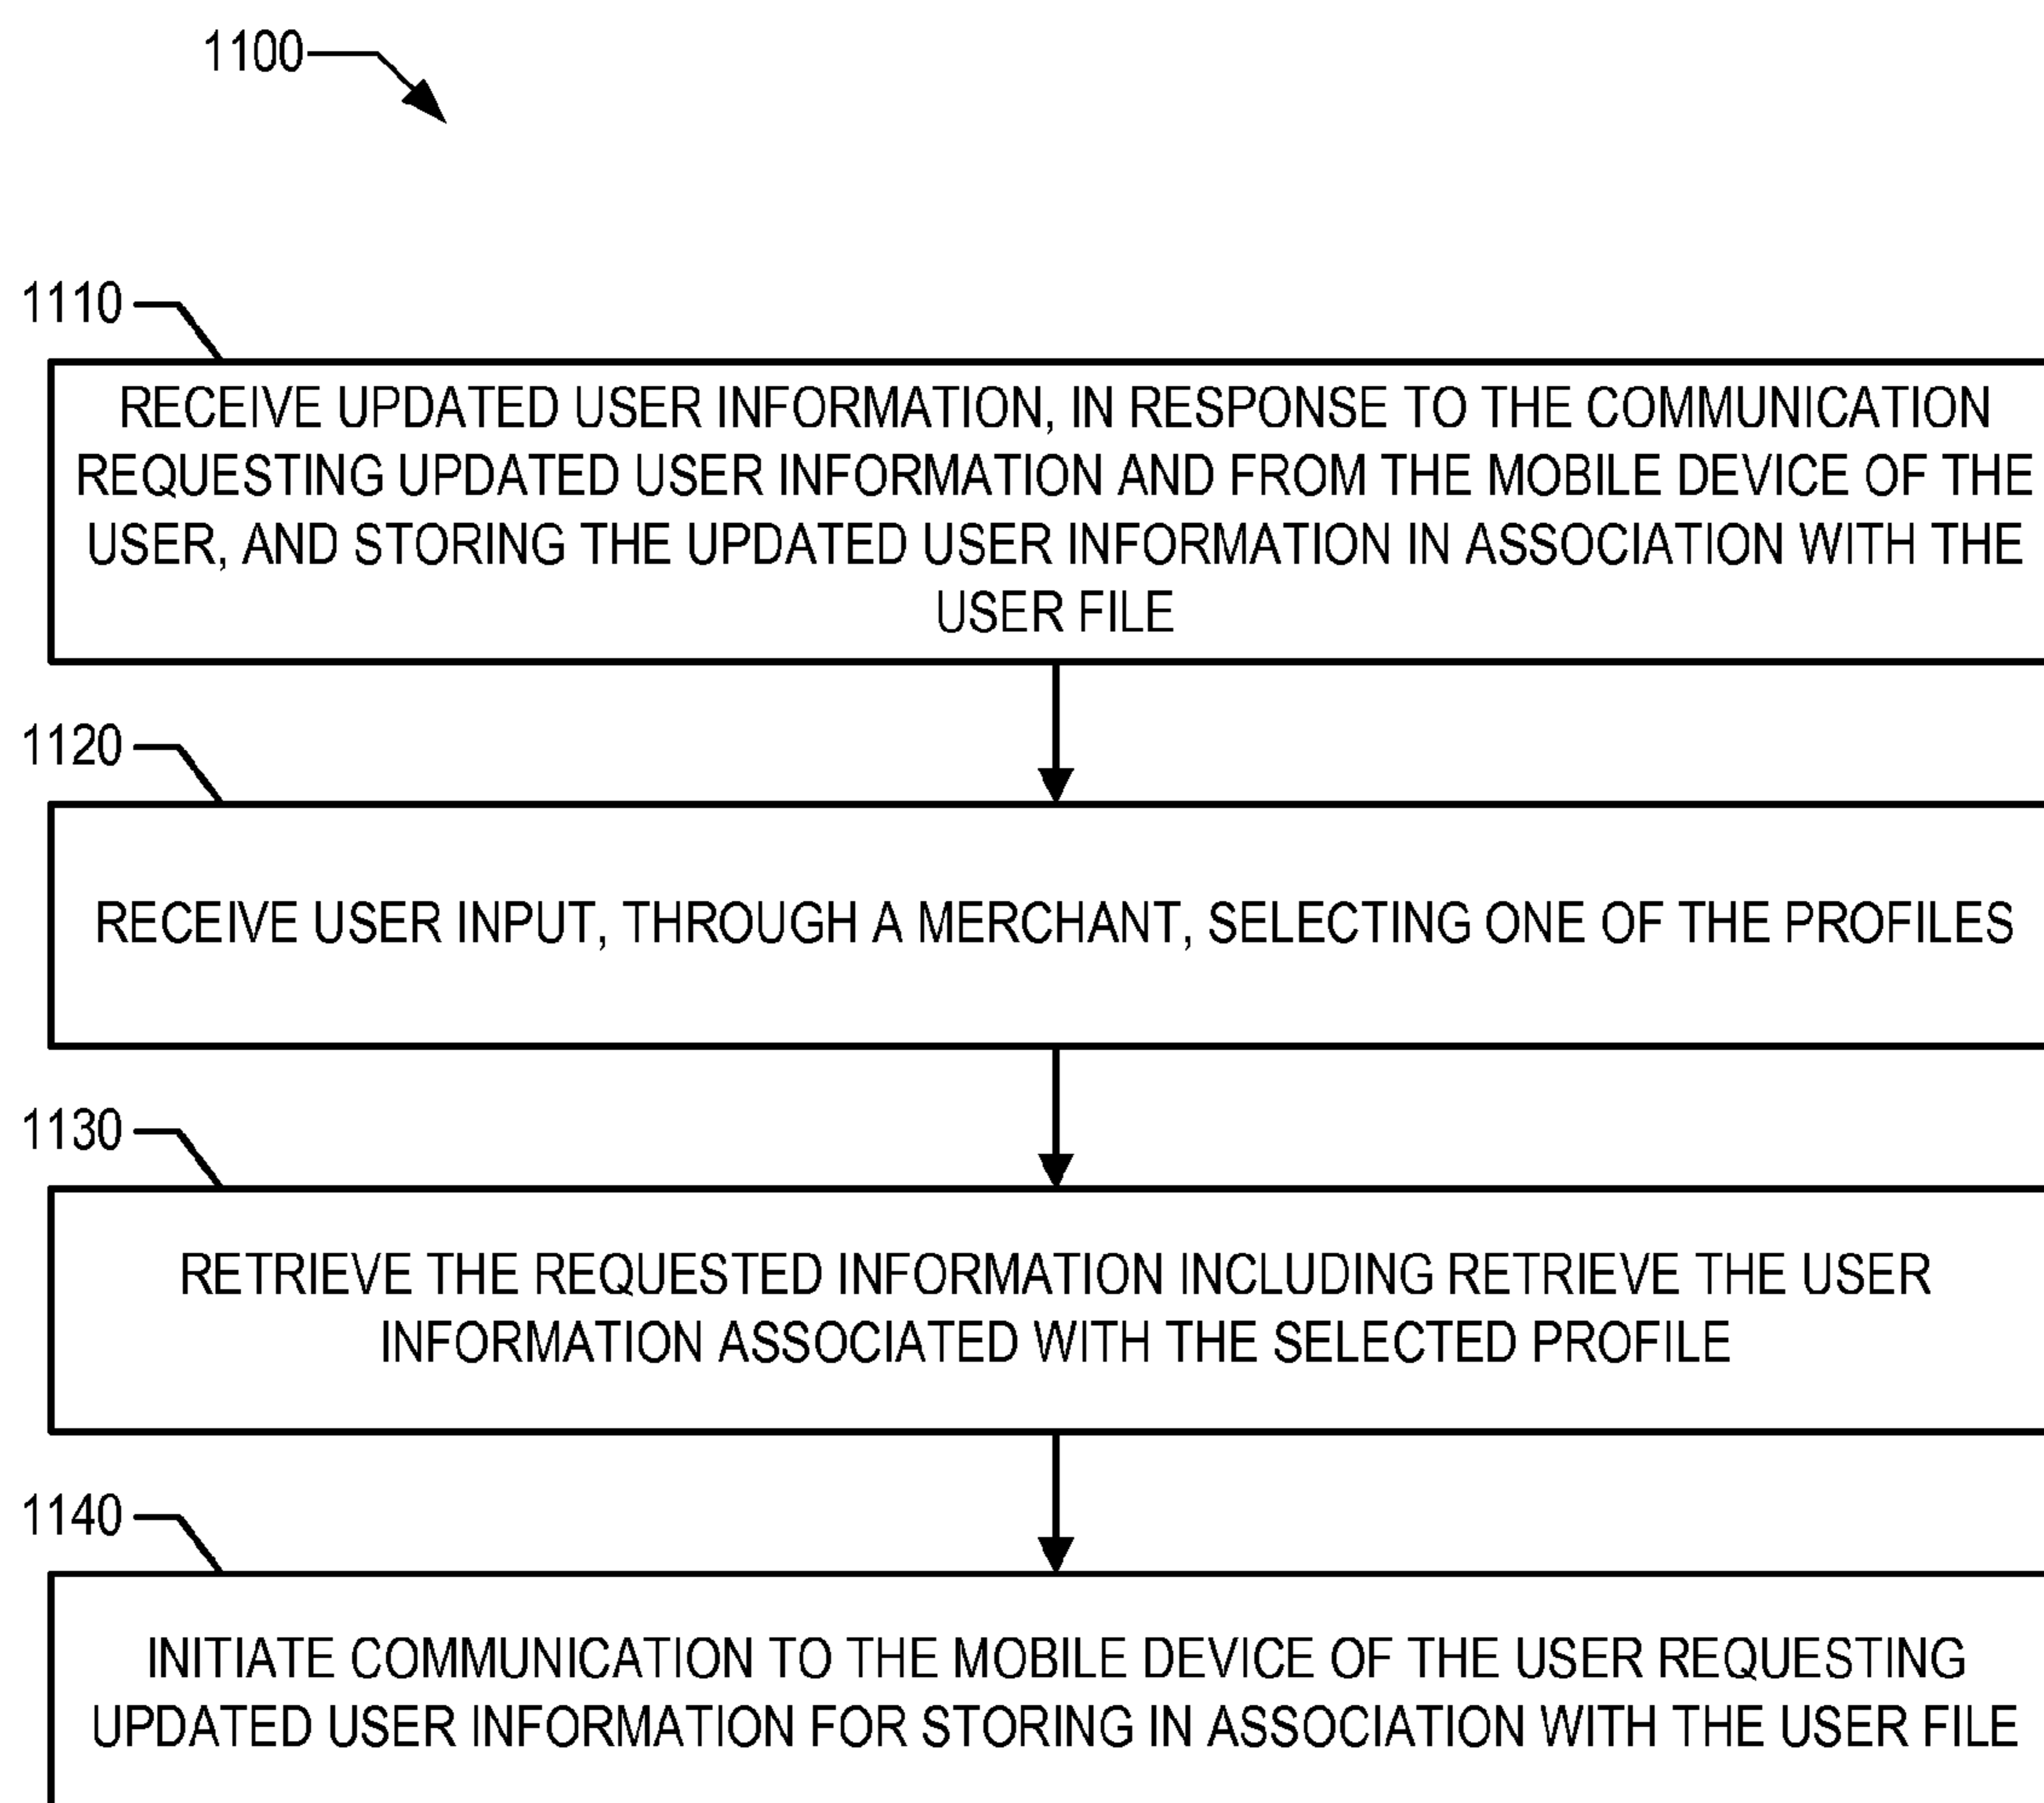 1100
1110
RECEIVE UPDATED USER INFORMATION, IN RESPONSE TO THE COMMUNICATION
REQUESTING UPDATED USER INFORMATION AND FROM THE MOBILE DEVICE OF THE
USER, AND STORING THE UPDATED USER INFORMATION IN ASSOCIATION WITH THE
USER FILE
1120
RECEIVE USER INPUT, THROUGH A MERCHANT, SELECTING ONE OF THE PROFILES
1130
RETRIEVE THE REQUESTED INFORMATION INCLUDING RETRIEVE THE USER
INFORMATION ASSOCIATED WITH THE SELECTED PROFILE
1140
INITIATE COMMUNICATION TO THE MOBILE DEVICE OF THE USER REQUESTING
UPDATED USER INFORMATION FOR STORING IN ASSOCIATION WITH THE USER FILE